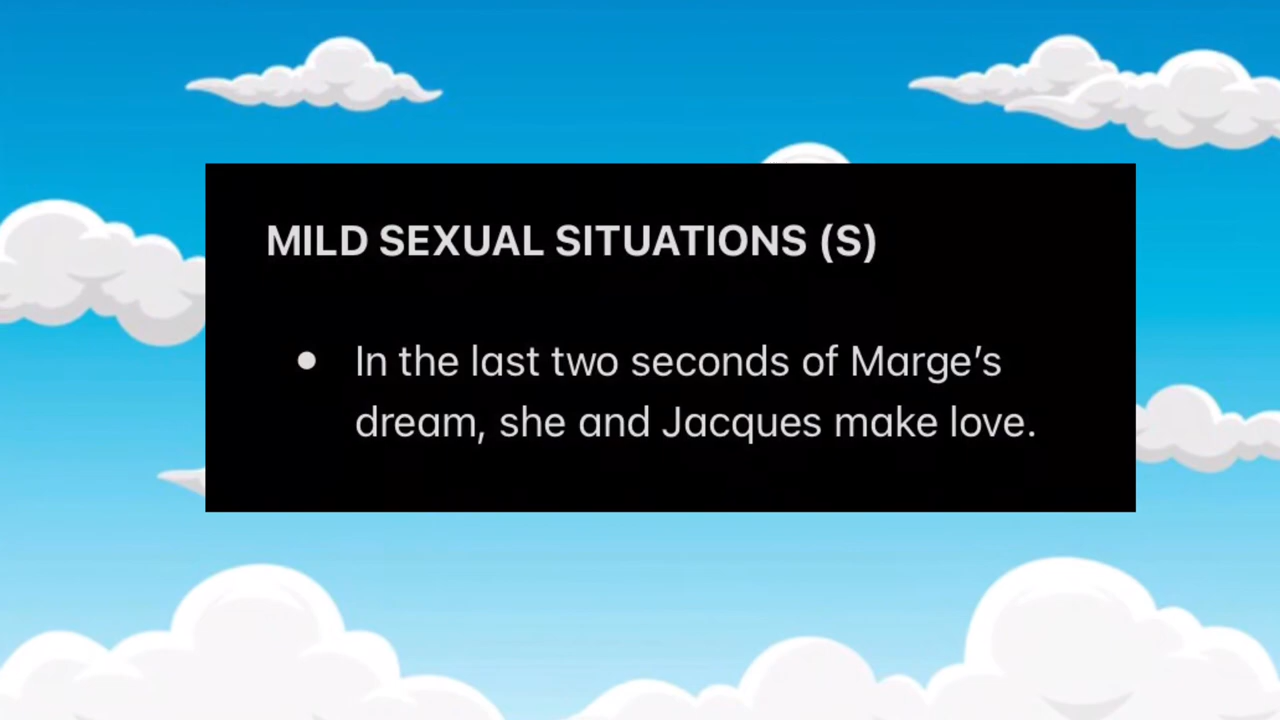 MILD SEXUAL SITUATIONS (S)
• In the last two seconds of Marge’s
dream, she and Jacques make love.